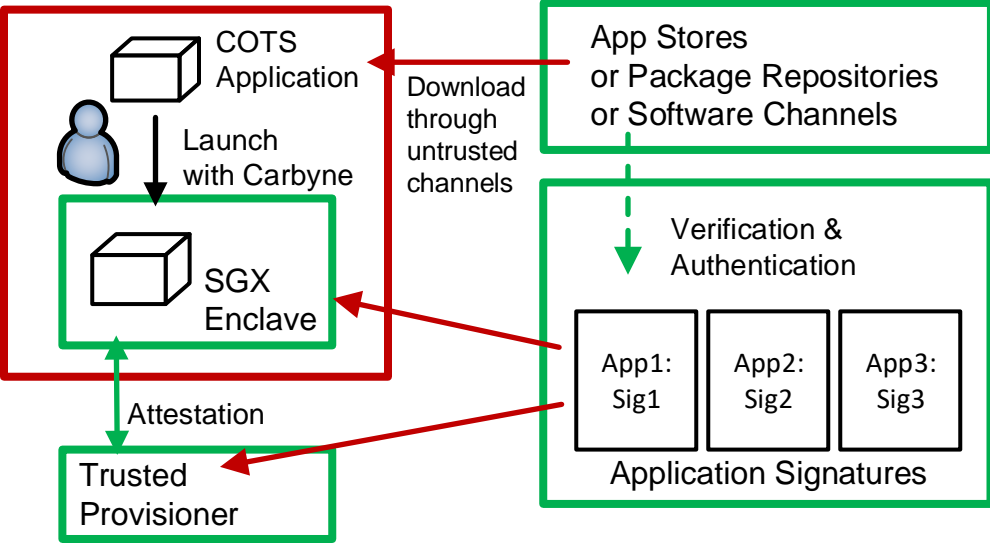 COTS
Application
Launch
with Carbyne
SGX
Enclave
Attestation
Trusted
Provisioner
Download
through
untrusted
channels
App Stores
or Package Repositories
or Software Channels
Verification &
Authentication
App1:
Sig1
App2:
Sig2
App3:
Sig3
Application Signatures